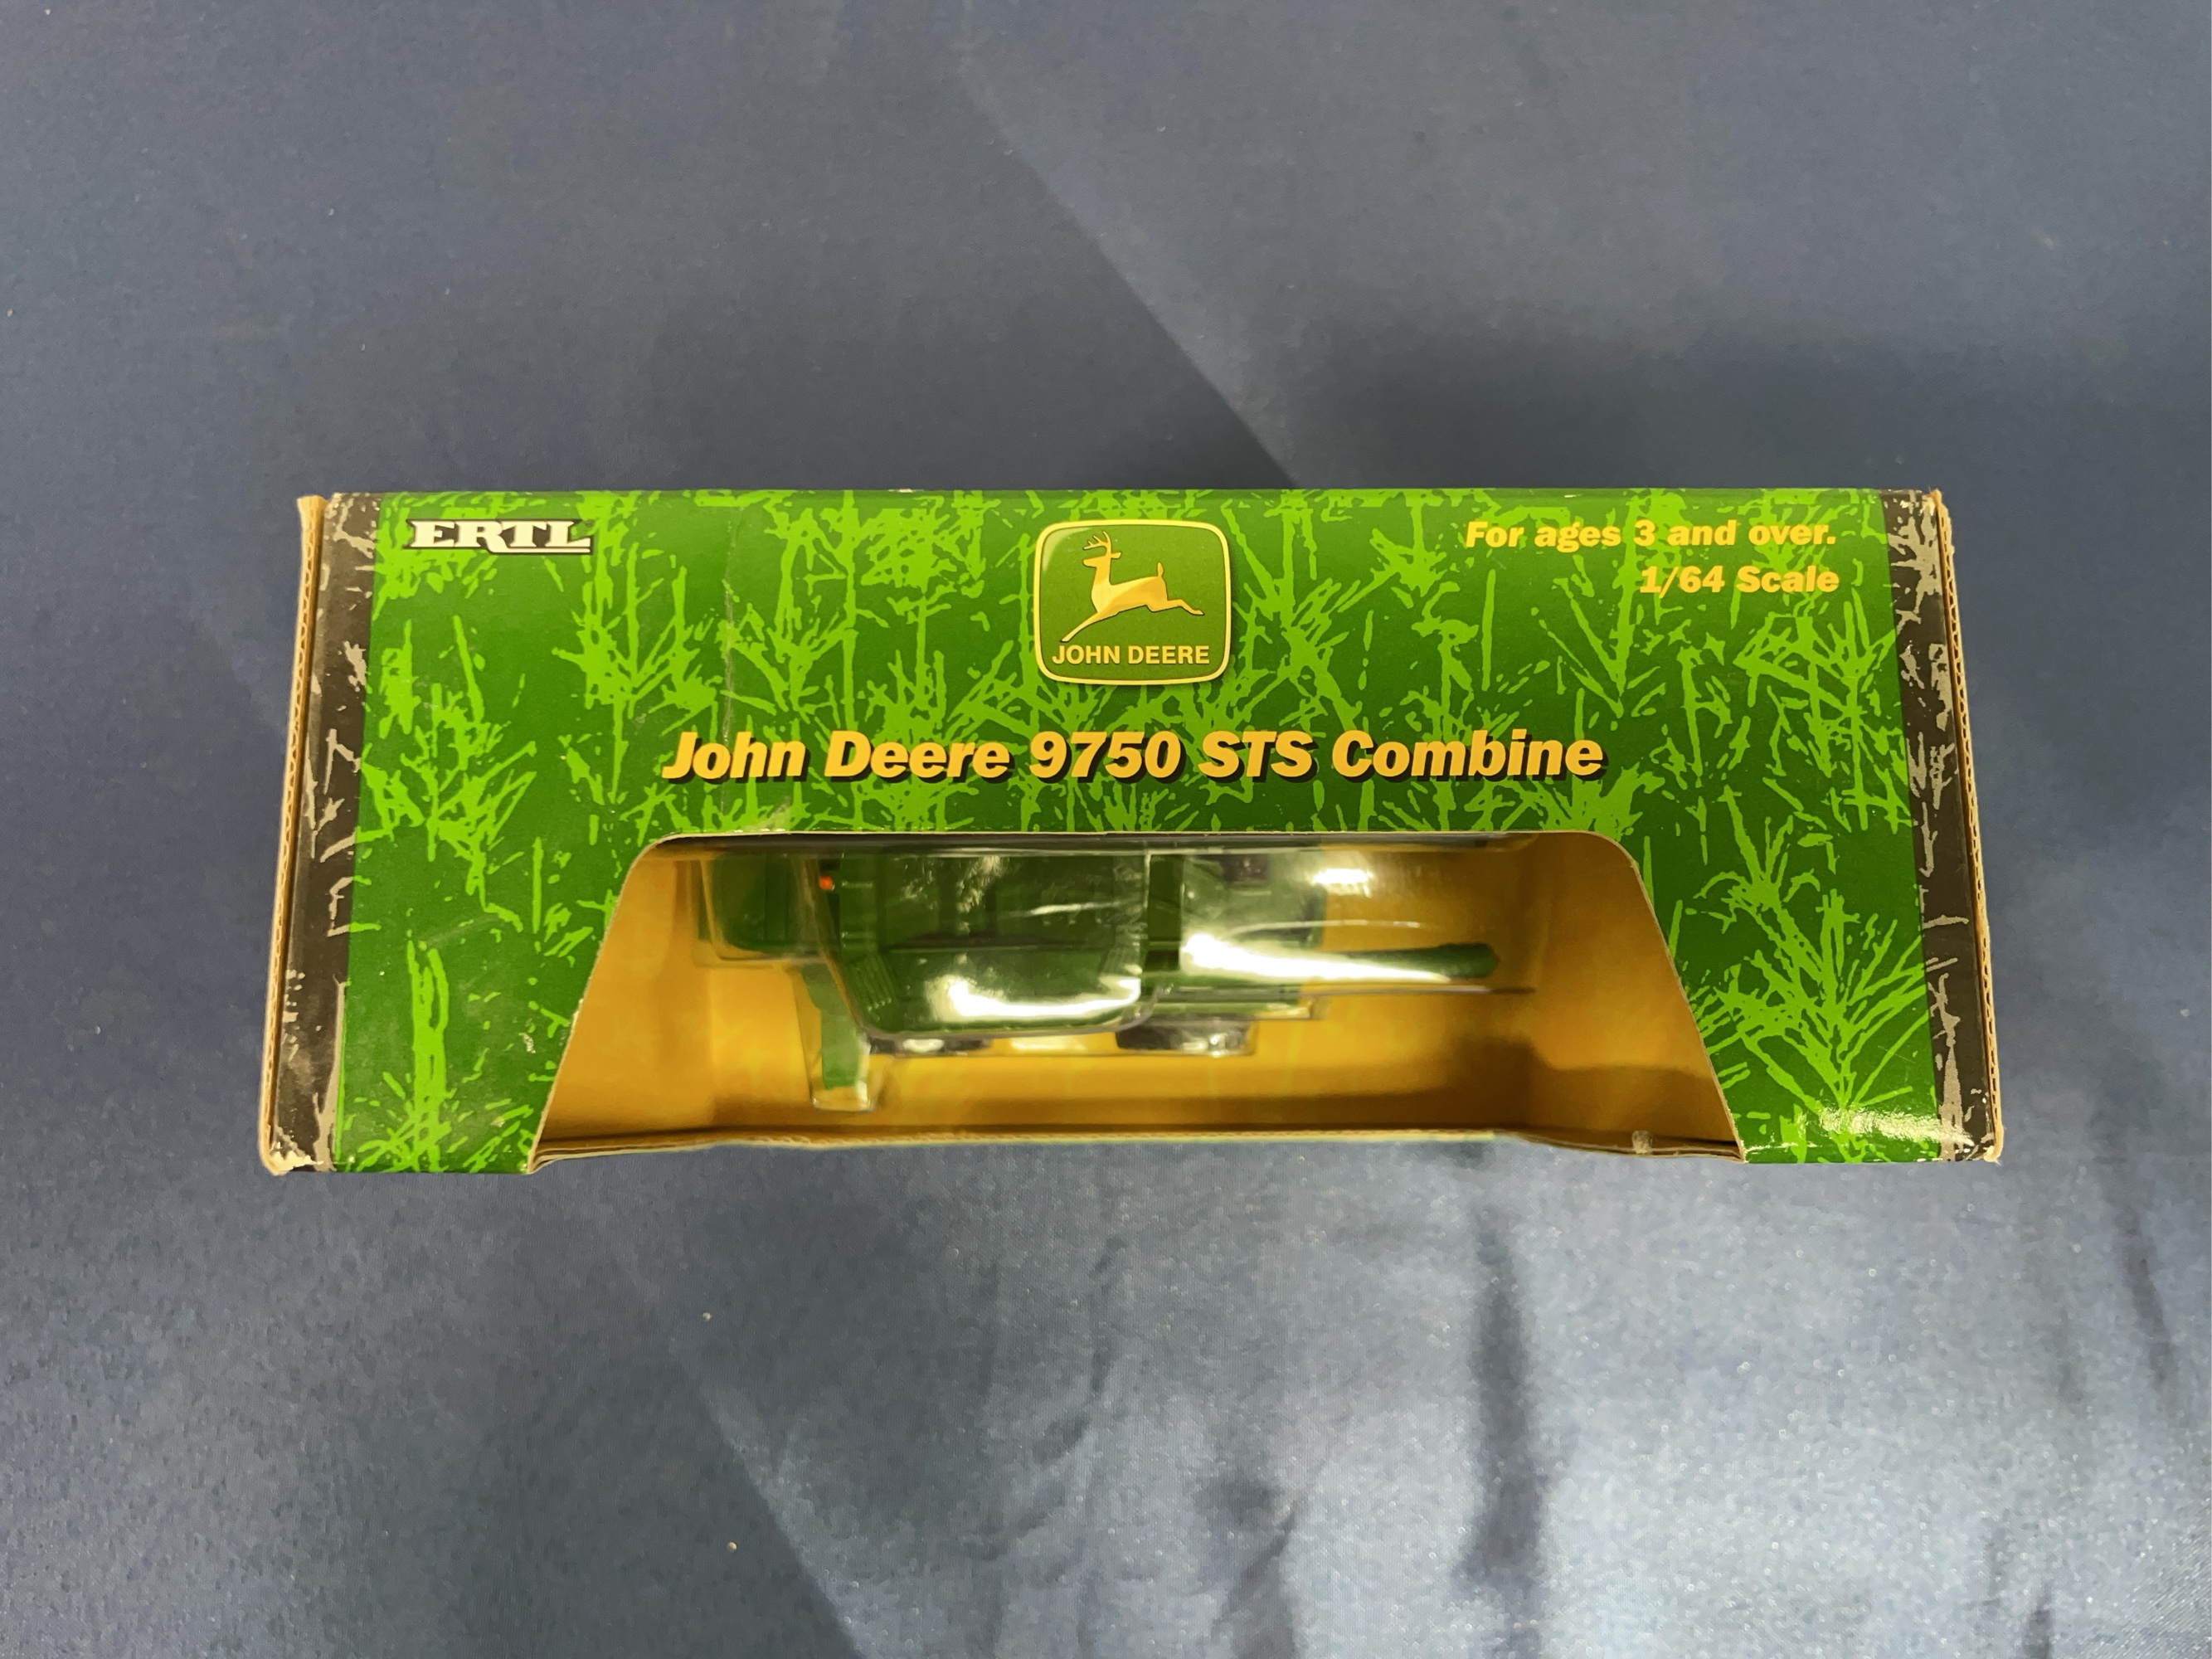 ERTL
For ages 3 and over.
1/64 Scale
JOHN DEERE
John Deere 9750 STS Combine